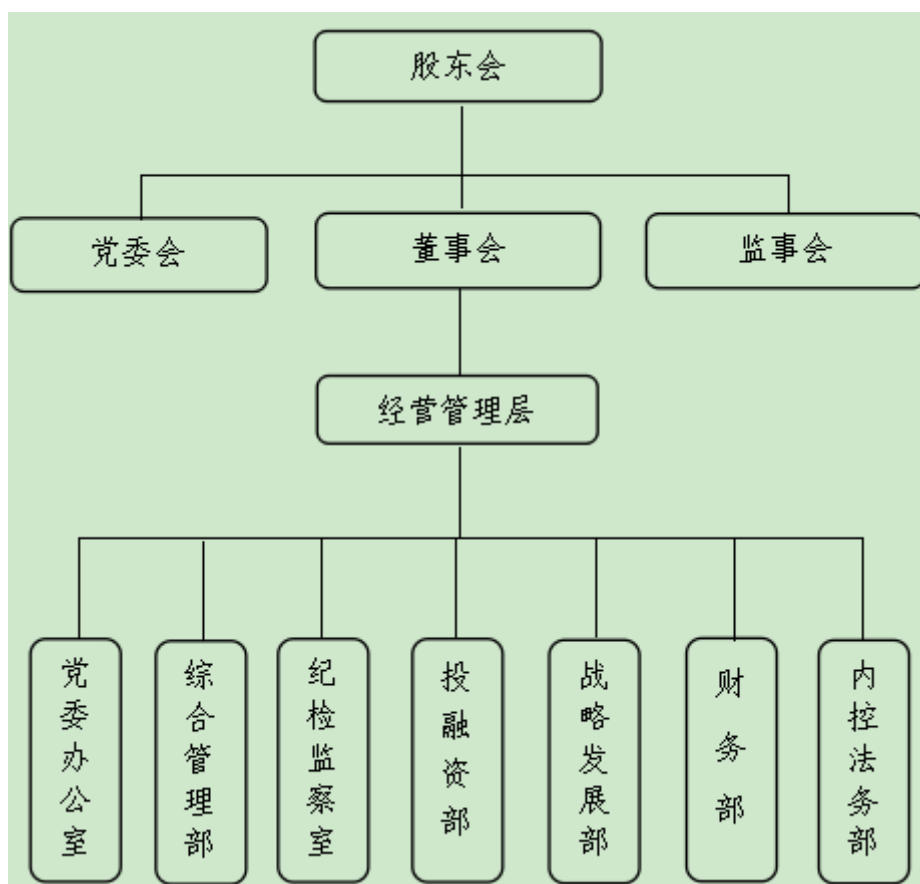 股东会
党委会
董事会
监事会
经营管理层
党委办公室
综合管理部
纪检监察室
投融资部
战略发展部
财务部
内控法务部